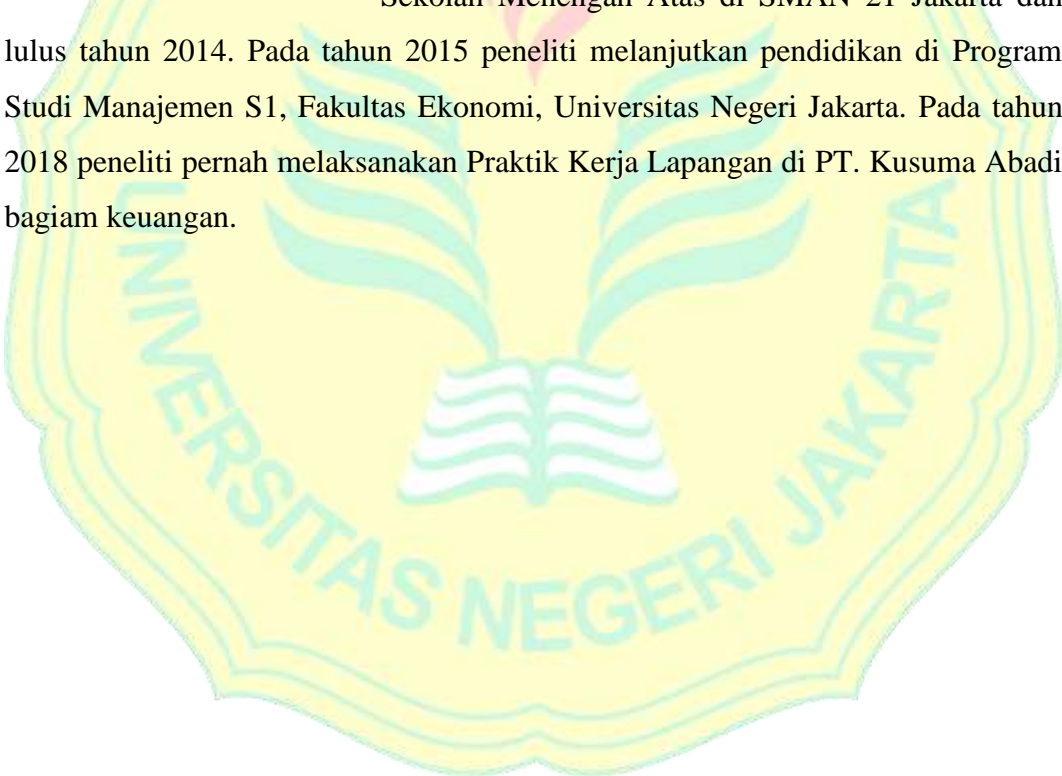 Sekolah Menengah Atas di SMAN 21 Jakarta dan
lulus tahun 2014. Pada tahun 2015 peneliti melanjutkan pendidikan di Program
Studi Manajemen S1, Fakultas Ekonomi, Universitas Negeri Jakarta. Pada tahun
2018 peneliti pernah melaksanakan Praktik Kerja Lapangan di PT. Kusuma Abadi
bagiam keuangan.
UNIVERSITAS NEGERI JAKARTA